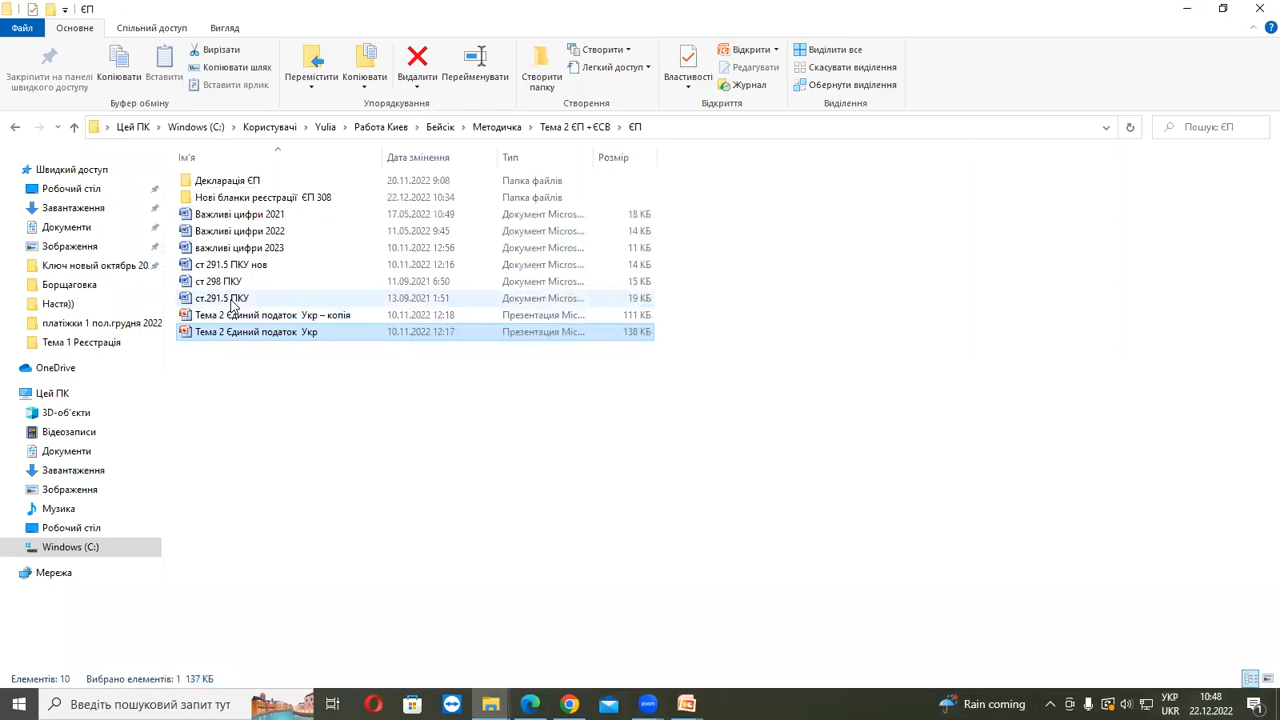 ЄП
Файл Основне Спільний доступ Вигляд
Закріпити на панелі швидкого доступу
Копіювати
Вставити
Вирізати
Копіювати шлях
Вставити ярлик
Буфер обміну
Перемістити
Копіювати
Видалити
Перейменувати
Упорядкування
Створити папку
Створити
Легкий доступ
Створення
Властивості
Відкрити
Редагувати
Журнал
Відкриття
Виділити все
Скасувати виділення
Обернути виділення
Виділення
Цей ПК > Windows (C:) > Користувачі > Yulia > Работа Киев > Бейсік > Методичка > Тема 2 ЄП +ЄСВ > ЄП
Пошук: ЄП
Ім'я Дата змінення Тип Розмір
Декларація ЄП 20.11.2022 9:08 Папка файлів
Нові бланки реєстрації ЄП 308 22.12.2022 10:34 Папка файлів
Важливі цифри 2021 17.05.2022 10:49 Документ Micros... 18 КБ
Важливі цифри 2022 11.05.2022 9:45 Документ Micros... 14 КБ
важливі цифри 2023 10.11.2022 12:56 Документ Micros... 11 КБ
ст 291.5 ПКУ нов 10.11.2022 12:16 Документ Micros... 14 КБ
ст 298 ПКУ 11.09.2021 6:50 Документ Micros... 15 КБ
ст.291.5 ПКУ 13.09.2021 1:51 Документ Micros... 19 КБ
Тема 2 Єдиний податок Укр – копія 10.11.2022 12:18 Презентація Mic... 111 КБ
Тема 2 Єдиний податок Укр 10.11.2022 12:17 Презентація Mic... 138 КБ
Швидкий доступ
Робочий стіл
Завантаження
Документи
Зображення
Ключ новый октябрь 20
Борщаговка
Настя))
платіжки 1 пол.грудня 2022
Тема 1 Реєстрації
OneDrive
Цей ПК
3D-об'єкти
Відеозаписи
Документи
Завантаження
Зображення
Музика
Робочий стіл
Windows (C:)
Мережа
Елементів: 10 Вибрано елементів: 1 137 КБ
Введіть пошуковий запит тут
zoom
Rain coming
УКР
UKR
10:48
22.12.2022